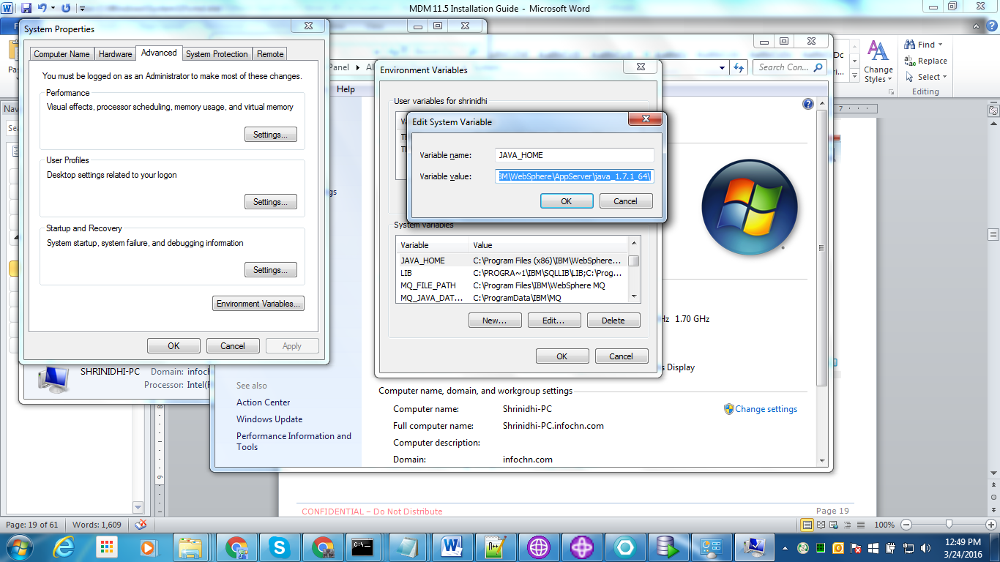 MDM 11.5 Installation Guide - Microsoft Word
System Properties
Computer Name Hardware Advanced System Protection Remote
You must be logged on as an Administrator to make most of these changes.
Performance
Visual effects, processor scheduling, memory usage, and virtual memory
Settings...
User Profiles
Desktop settings related to your logon
Settings...
Startup and Recovery
System startup, system failure, and debugging information
Settings...
Environment Variables...
OK Cancel Apply
SHRINIDHI-PC Domain: infoch
Processor: Intel(R
Panel
Search Con...
Help
Environment Variables
User variables for shrinidhi
Edit System Variable
Variable name: JAVA_HOME
Variable value: BM\WebSphere\AppServer\java_1.7.1_64\
OK Cancel
System variables
Variable Value
JAVA_HOME C:\Program Files (x86)\IBM\WebSphere...
LIB C:\PROGRA~1\IBM\SQLLIB\LIB;C:\Prog...
MQ_FILE_PATH C:\Program Files\IBM\WebSphere MQ
MQ_JAVA_DAT... C:\ProgramData\IBM\MQ
New... Edit... Delete
OK Cancel
Hz 1.70 GHz
s Display
See also
Action Center
Windows Update
Performance Information and
Tools
Computer name, domain, and workgroup settings
Computer name: Shrinidhi-PC
Change settings
Full computer name: Shrinidhi-PC.infochn.com
Computer description:
Domain: infochn.com
Change
Styles
Find
Replace
Select
Editing
7
Nav
Sea
Pas
CONFIDENTIAL – Do Not Distribute
Page 19
Page: 19 of 61 Words: 1,609
100%
12:49 PM
3/24/2016